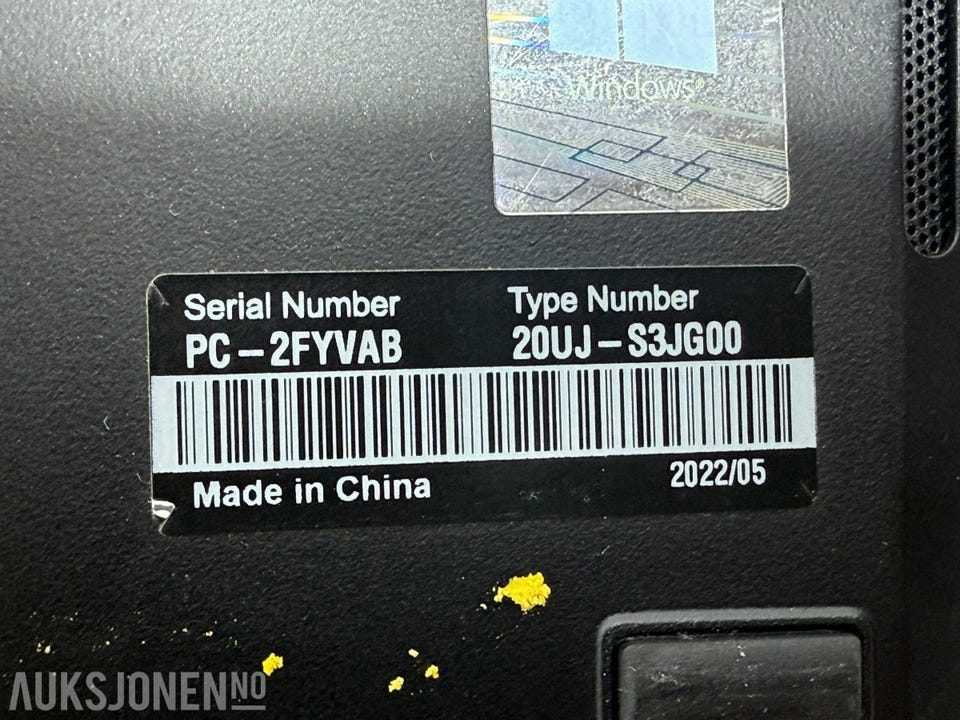 Windows®
Serial Number Type Number
PC-2FYVAB 20UJ-S3JG00
Made in China 2022/05
AUKSJONEN NO